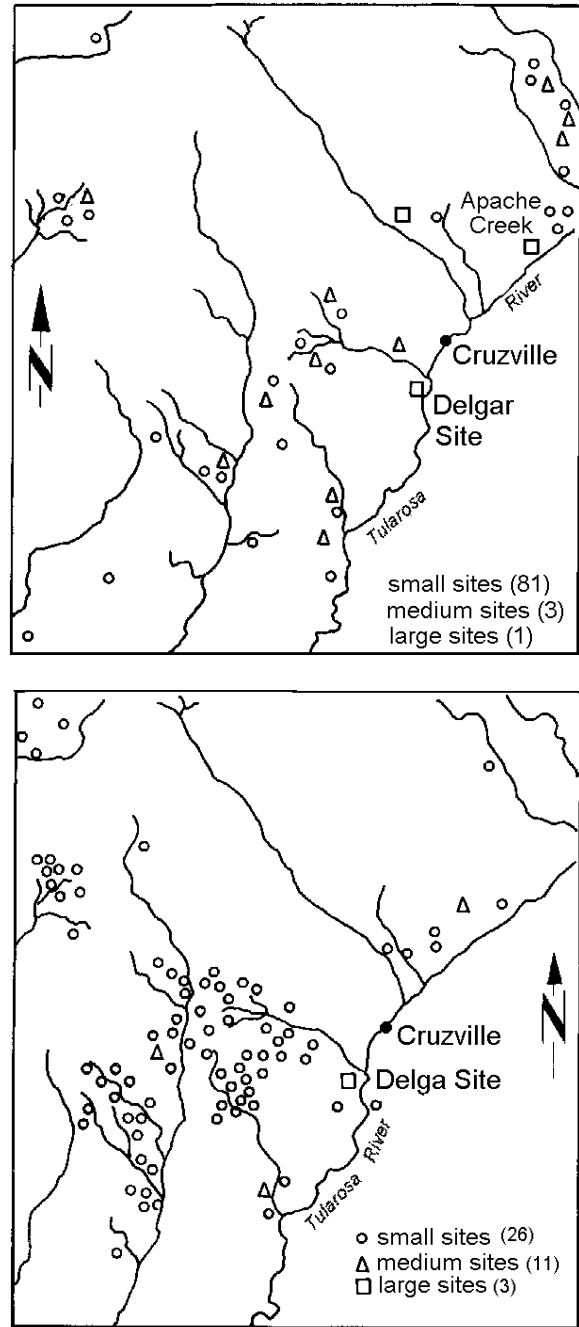 Apache
Creek
River
N
Cruzville
Delgar
Site
Tularosa
small sites (81)
medium sites (3)
large sites (1)
N
Cruzville
Delga Site
River
Tularosa
small sites (26)
medium sites (11)
large sites (3)